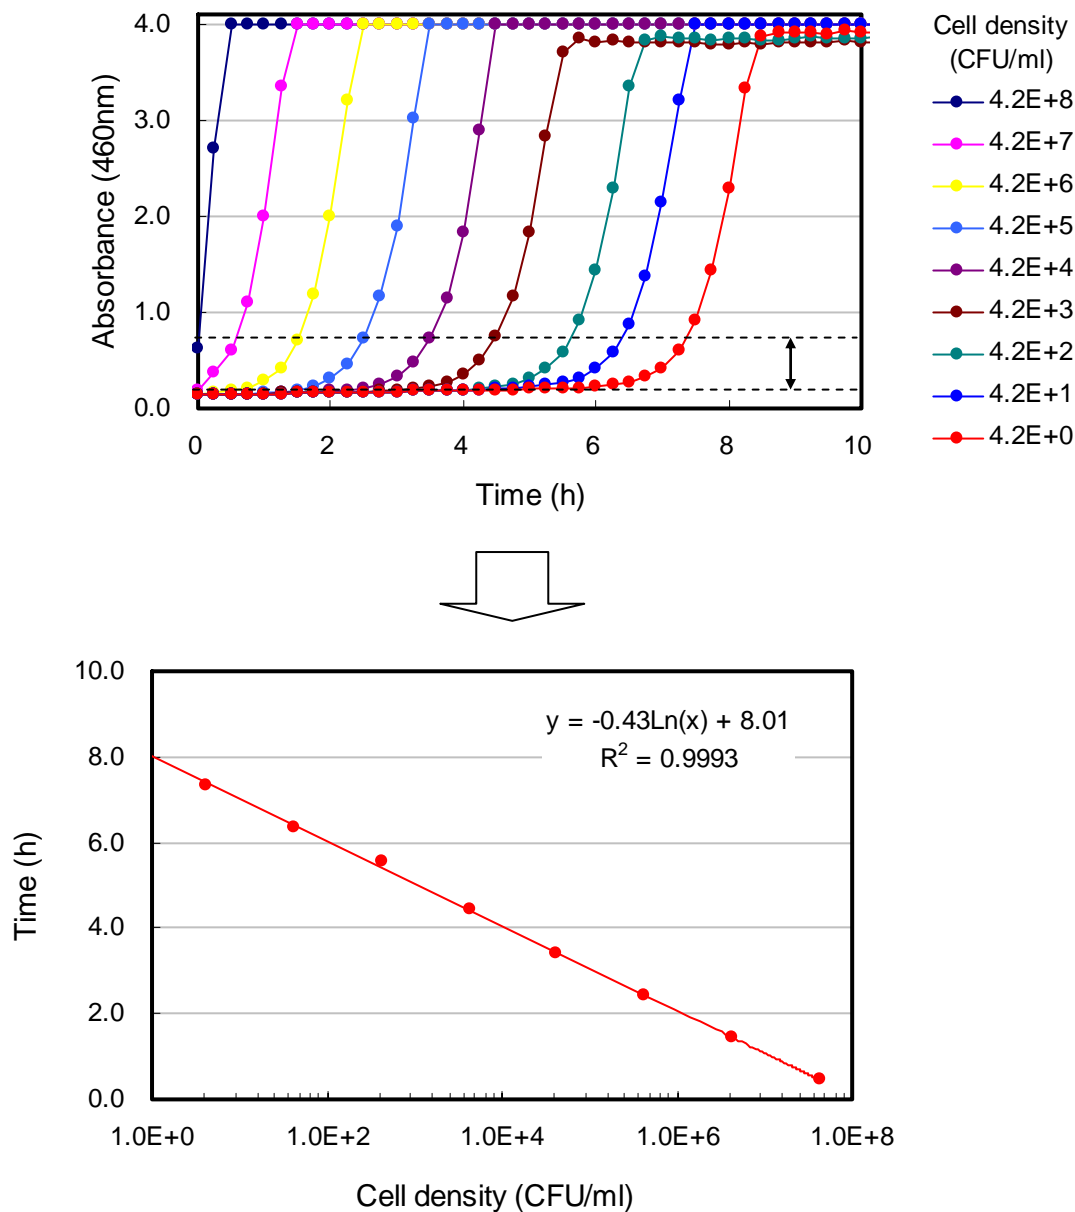 4.0
3.0
2.0
1.0
0.0
Absorbance (460nm)
0 2 4 6 8 10
Time (h)
Cell density
(CFU/ml)
4.2E+8
4.2E+7
4.2E+6
4.2E+5
4.2E+4
4.2E+3
4.2E+2
4.2E+1
4.2E+0
10.0
8.0
6.0
4.0
2.0
0.0
Time (h)
y = -0.43Ln(x) + 8.01
R² = 0.9993
1.0E+0 1.0E+2 1.0E+4 1.0E+6 1.0E+8
Cell density (CFU/ml)